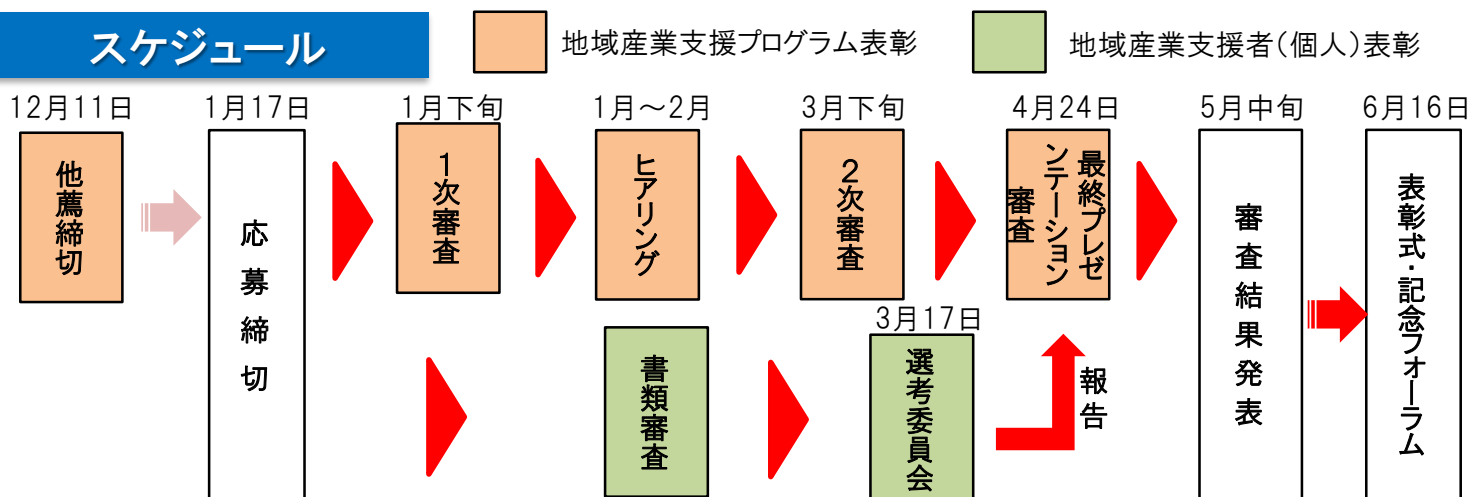 スケジュール
地域産業支援プログラム表彰
地域産業支援者(個人)表彰
12月11日
他薦締切
1月17日
応募締切
1月下旬
1次審査
1月～2月
ヒアリング
3月下旬
2次審査
4月24日
最終プレゼ
ンテーション
審査
5月中旬
審査結果発表
6月16日
表彰式・記念フォーラム
書類審査
3月17日
選考委員会
報告